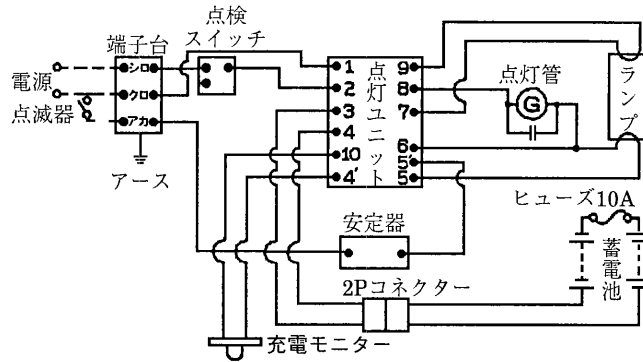 点検
スイッチ
端子台
シロ
クロ
アカ
電源
点滅器
アース
点灯ユニット
1
2
3
4
10
4'
9
8
7
6
5'
5
点灯管
G
ランプ
ヒューズ10A
蓄電池
安定器
2Pコネクター
充電モニター